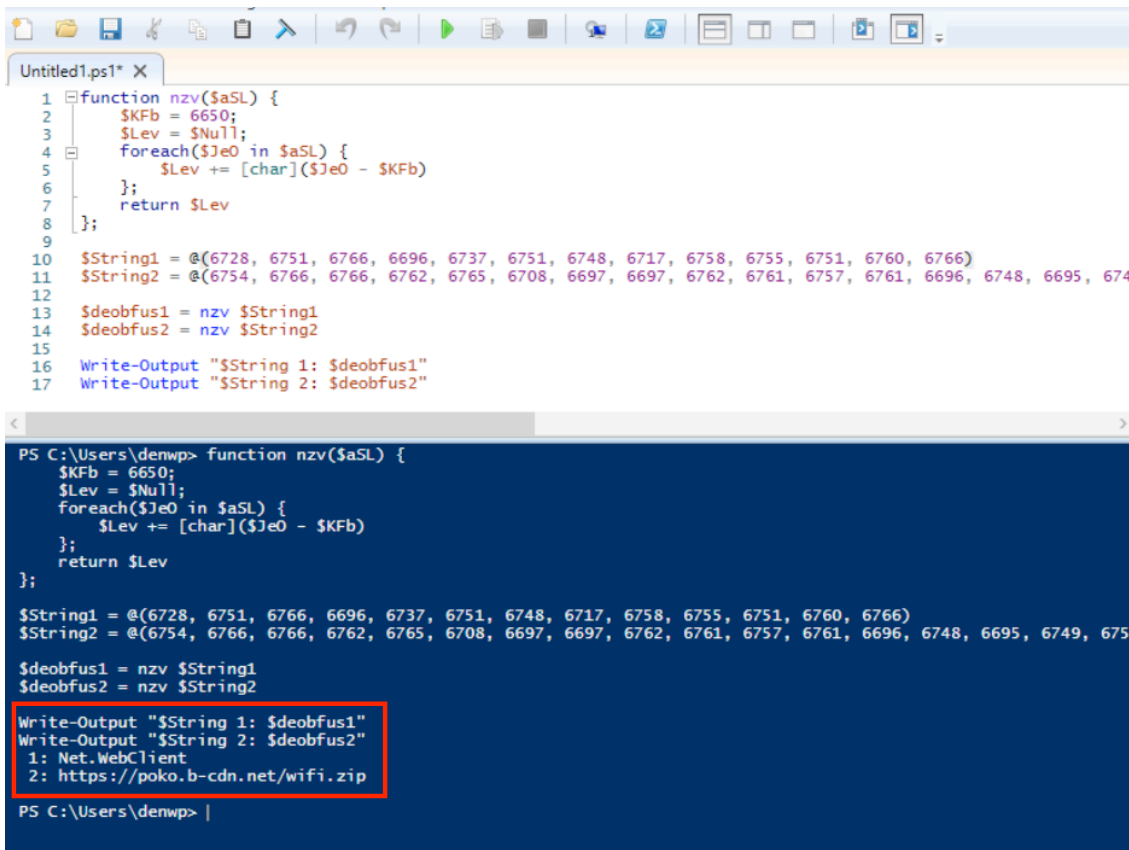 Untitled1.ps1* X
1 function nzv($aSL) {
2 $KFb = 6650;
3 $Lev = $Null;
4 foreach($JeO in $aSL) {
5 $Lev += [char]($JeO - $KFb)
6 };
7 return $Lev
8 };
9
10 $String1 = @(6728, 6751, 6766, 6696, 6737, 6751, 6748, 6717, 6758, 6755, 6751, 6760, 6766)
11 $String2 = @(6754, 6766, 6766, 6762, 6765, 6708, 6697, 6697, 6762, 6761, 6757, 6761, 6696, 6748, 6695, 674
12
13 $deobfus1 = nzv $String1
14 $deobfus2 = nzv $String2
15
16 Write-Output "$String 1: $deobfus1"
17 Write-Output "$String 2: $deobfus2"
PS C:\Users\denwp> function nzv($aSL) {
$KFb = 6650;
$Lev = $Null;
foreach($JeO in $aSL) {
$Lev += [char]($JeO - $KFb)
};
return $Lev
};
$String1 = @(6728, 6751, 6766, 6696, 6737, 6751, 6748, 6717, 6758, 6755, 6751, 6760, 6766)
$String2 = @(6754, 6766, 6766, 6762, 6765, 6708, 6697, 6697, 6762, 6761, 6757, 6761, 6696, 6748, 6695, 6749, 675
$deobfus1 = nzv $String1
$deobfus2 = nzv $String2
Write-Output "$String 1: $deobfus1"
Write-Output "$String 2: $deobfus2"
1: Net.WebClient
2: https://poko.b-cdn.net/wifi.zip
PS C:\Users\denwp>